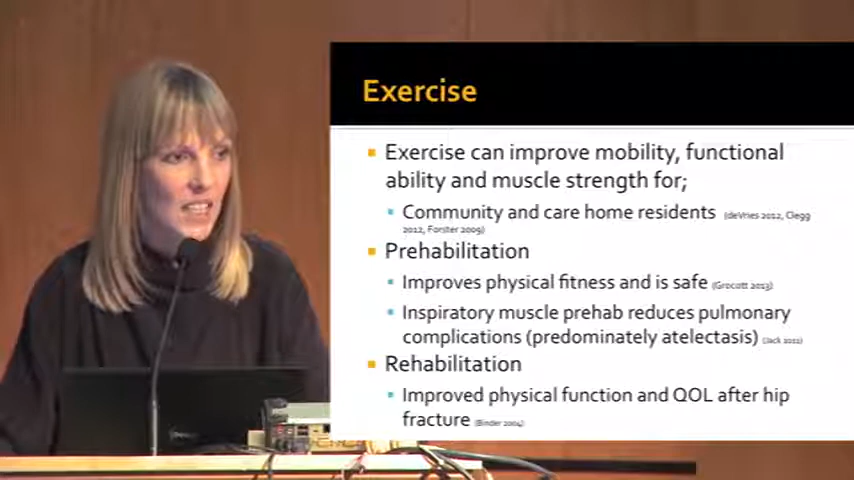 Exercise
Exercise can improve mobility, functional
ability and muscle strength for;
Community and care home residents (deVries 2012, Clegg
2012, Forster 2009)
Prehabilitation
Improves physical fitness and is safe (Grocott 2013)
Inspiratory muscle prehab reduces pulmonary
complications (predominately atelectasis) (Jack 2011)
Rehabilitation
Improved physical function and QOL after hip
fracture (Binder 2004)